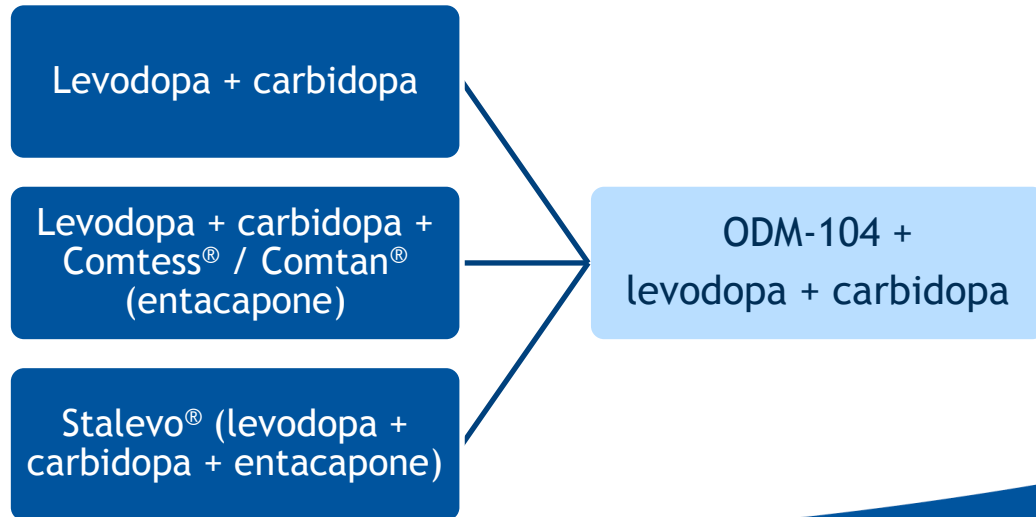 Levodopa + carbidopa
Levodopa + carbidopa +
Comtess® / Comtan®
(entacapone)
Stalevo® (levodopa +
carbidopa + entacapone)
ODM-104 +
levodopa + carbidopa